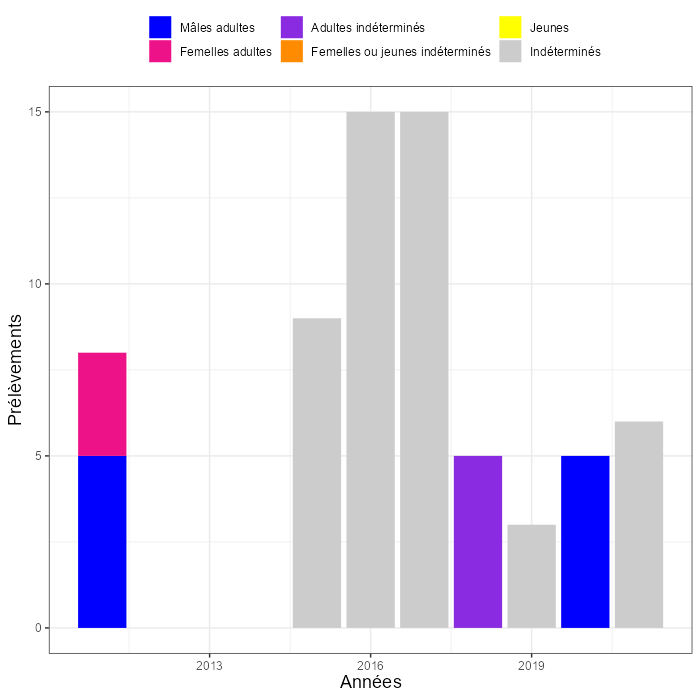 Mâles adultes Adultes indéterminés Jeunes
Femelles adultes Femelles ou jeunes indéterminés Indéterminés
15
10
5
0
Prélèvements
2013 2016 2019
Années